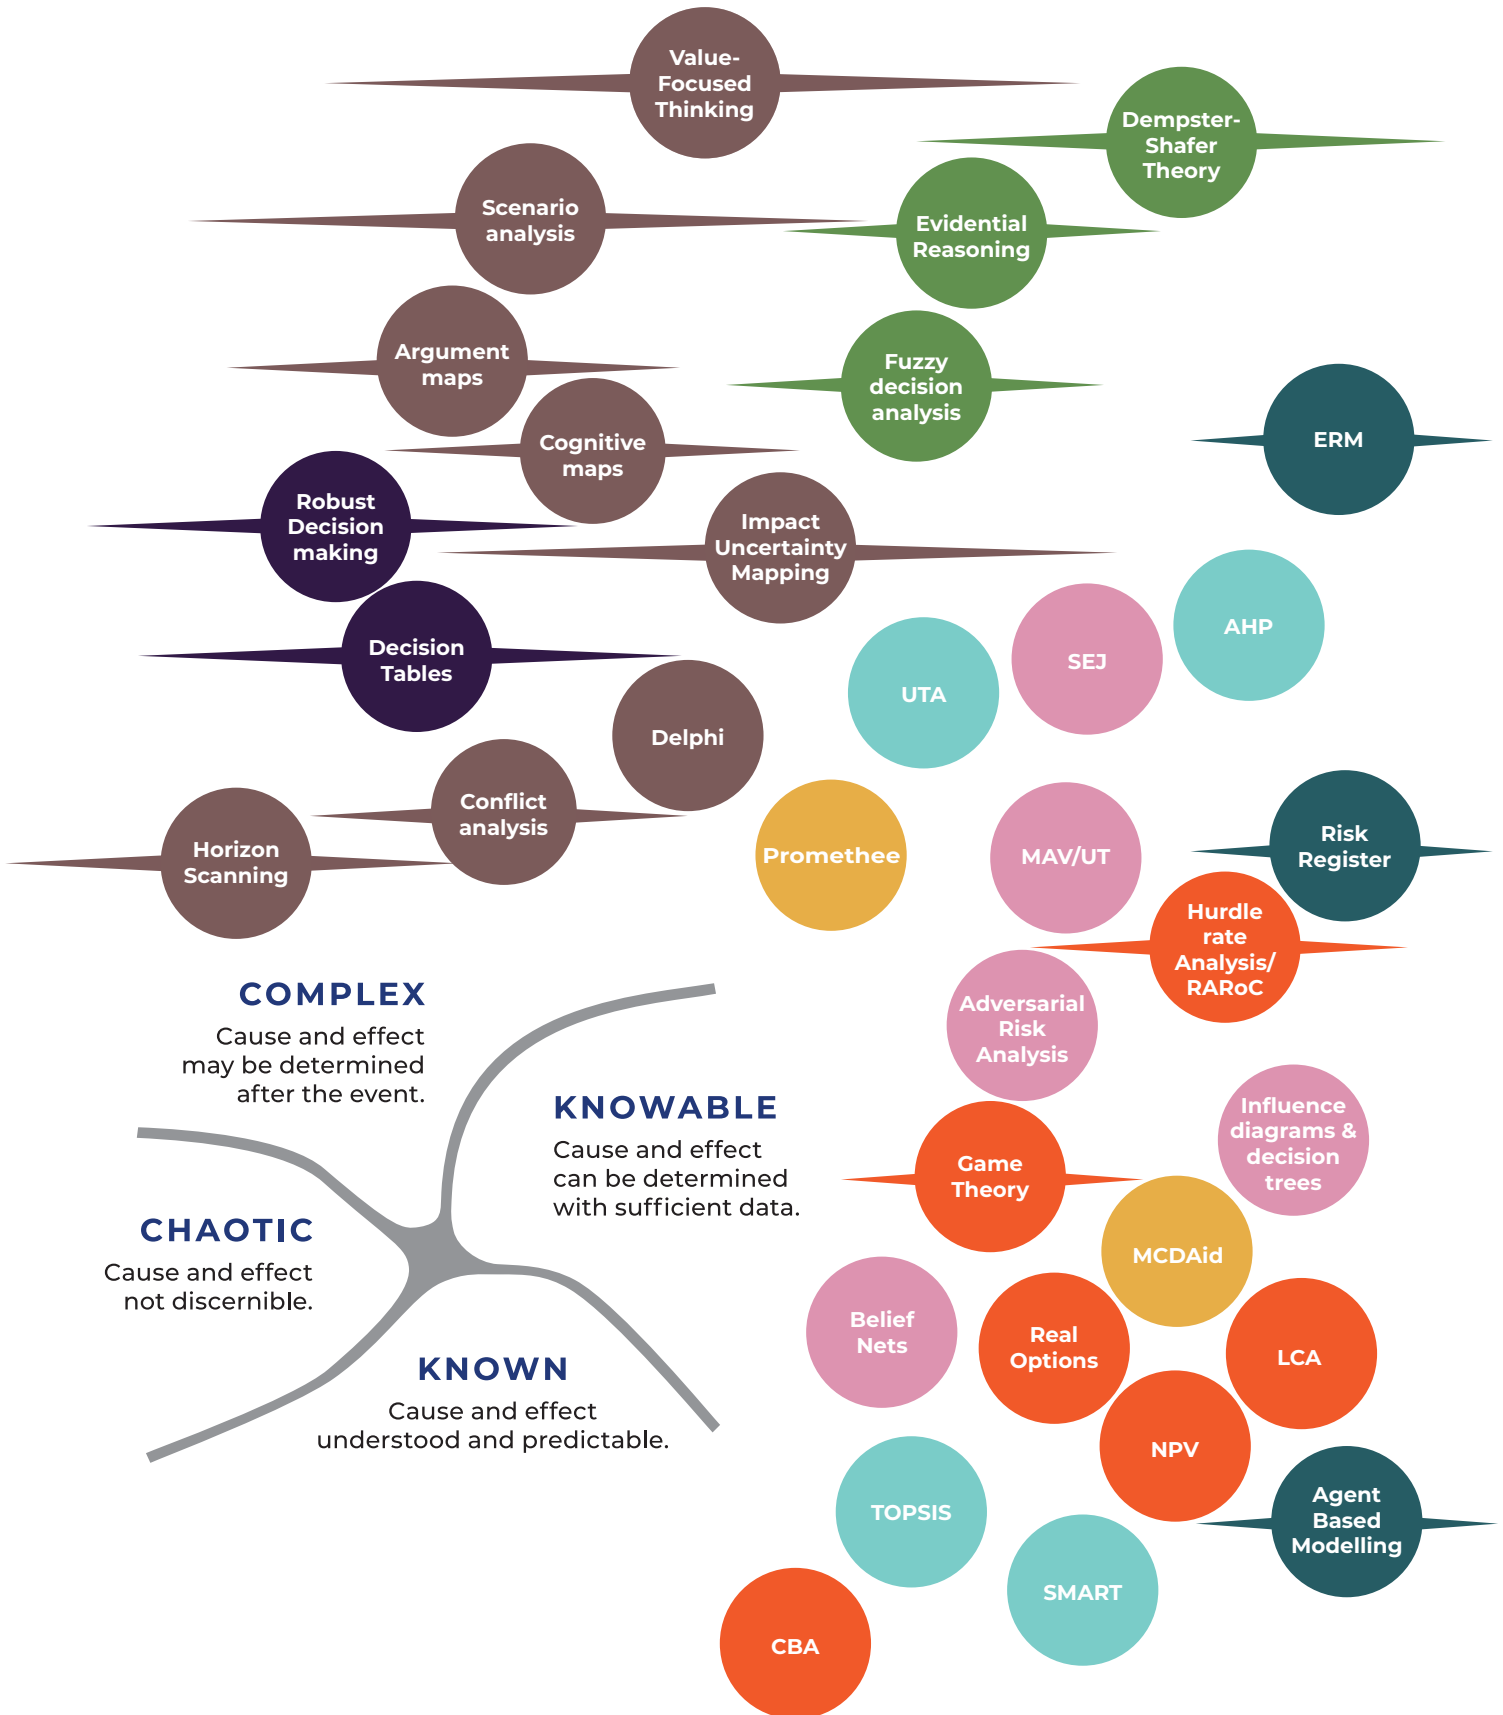 Value-
Focused
Thinking
Dempster-
Shafer
Theory
Scenario
analysis
Evidential
Reasoning
Argument
maps
Fuzzy
decision
analysis
Cognitive
maps
ERM
Robust
Decision
making
Impact
Uncertainty
Mapping
AHP
SEJ
Decision
Tables
UTA
Delphi
Conflict
analysis
Promethee
MAV/UT
Risk
Register
Horizon
Scanning
Hurdle
rate
Analysis/
RARoC
COMPLEX
Cause and effect
may be determined
after the event.
Adversarial
Risk
Analysis
KNOWABLE
Cause and effect
can be determined
with sufficient data.
Influence
diagrams &
decision
trees
Game
Theory
CHAOTIC
Cause and effect
not discernible.
MCDAid
Belief
Nets
Real
Options
LCA
KNOWN
Cause and effect
understood and predictable.
NPV
TOPSIS
Agent
Based
Modelling
SMART
CBA